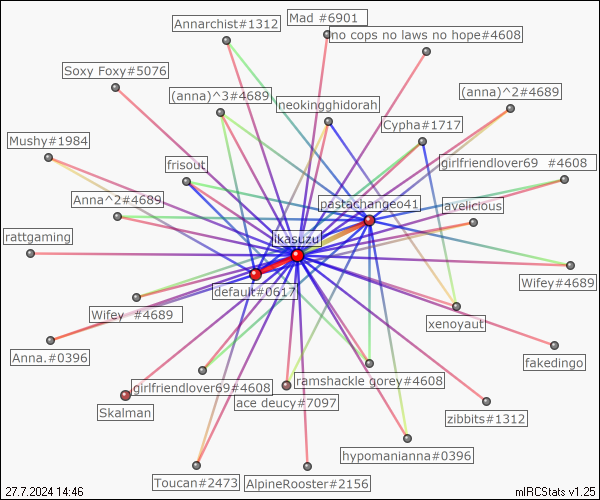 Mad #6901
Annarchist#1312
no cops no laws no hope#4608
Soxy Foxy#5076
(anna)^3#4689
neokingghidorah
(anna)^2#4689
Cypha#1717
Mushy#1984
frisout
girlfriendlover69 #4608
Anna^2#4689
pastachangeo41
avelicious
rattgaming
ikasuzu
default#0617
Wifey#4689
Wifey #4689
xenoyaut
Anna.#0396
fakedingo
girlfriendlover69#4608
ramshackle gorey#4608
Skalman
ace deucy#7097
zibbits#1312
hypomanianna#0396
Toucan#2473
AlpineRooster#2156
27.7.2024 14:46
mIRCStats v1.25